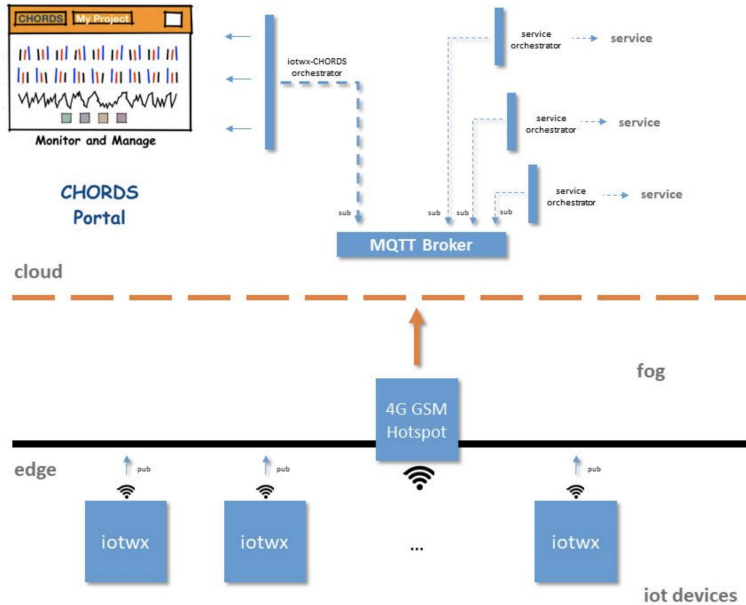 CHORDS My Project
Monitor and Manage
CHORDS
Portal
iotwx-CHORDS
orchestrator
service
orchestrator
service
service
orchestrator
service
service
orchestrator
service
sub
sub
sub
sub
MQTT Broker
cloud
fog
4G GSM
Hotspot
edge
pub
pub
pub
iotwx
iotwx
...
iotwx
iot devices